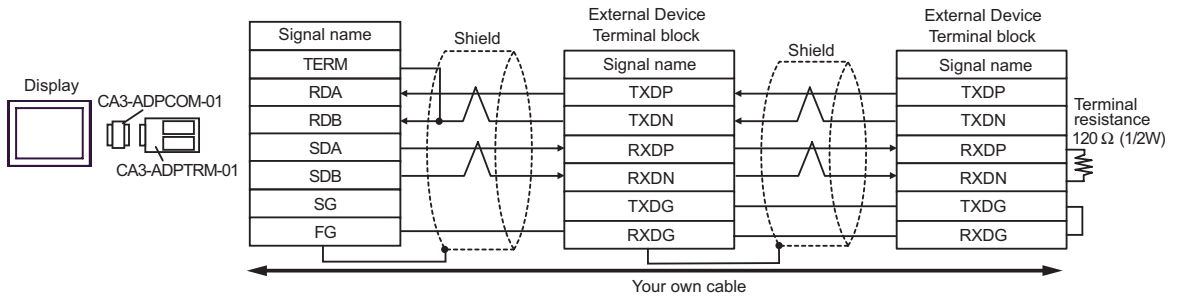 Display
CA3-ADPCOM-01
CA3-ADPTRM-01
Signal name
TERM
RDA
RDB
SDA
SDB
SG
FG
Shield
External Device
Terminal block
Signal name
TXDP
TXDN
RXDP
RXDN
TXDG
RXDG
Shield
External Device
Terminal block
Signal name
TXDP
TXDN
RXDP
RXDN
TXDG
RXDG
Terminal
resistance
120 Ω (1/2W)
Your own cable